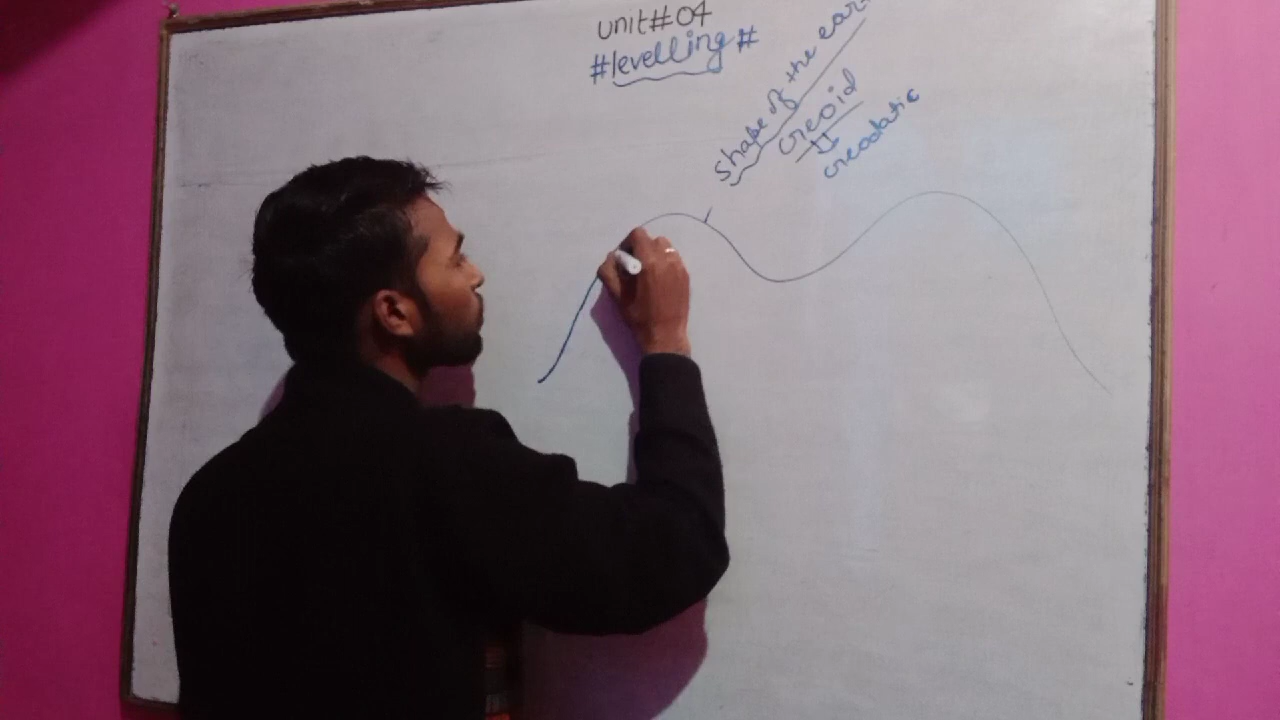 unit#04
#levelling#
shape of the ear
Geoid
Geodatic